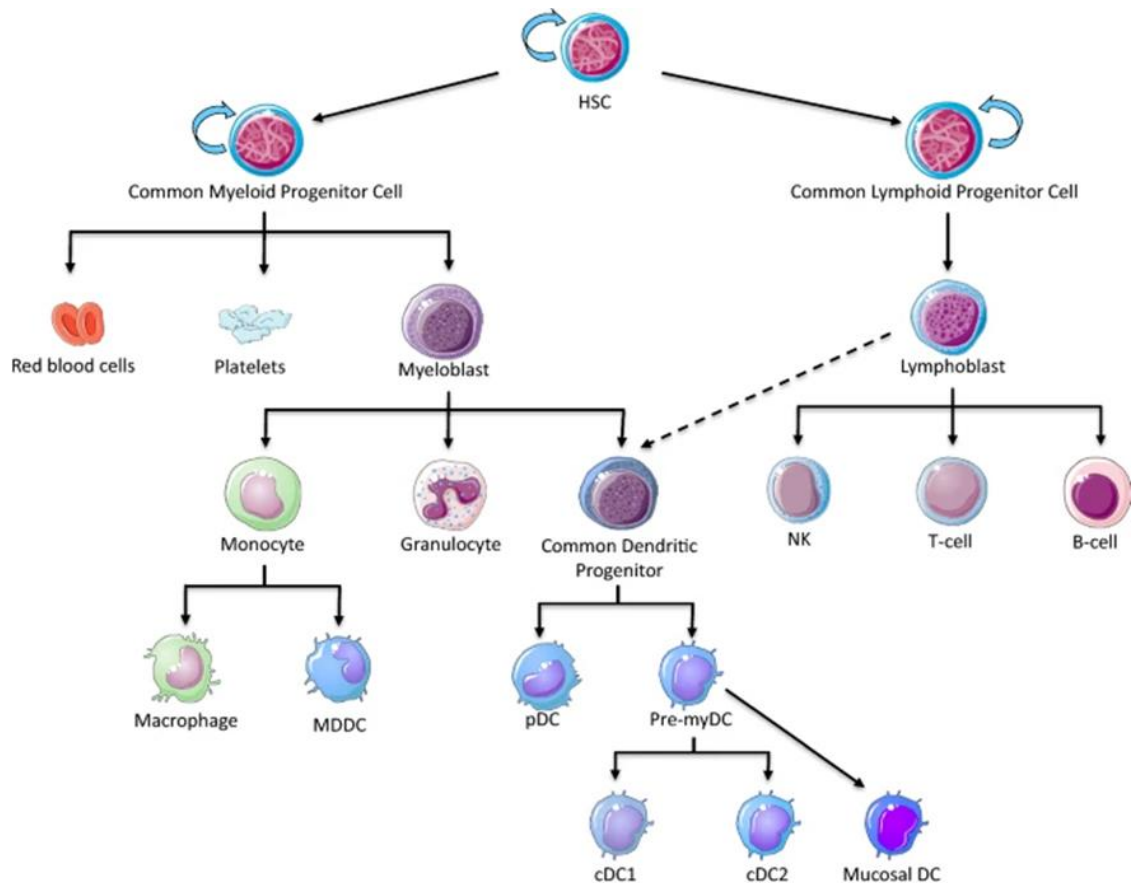 HSC
Common Myeloid Progenitor Cell
Common Lymphoid Progenitor Cell
Red blood cells
Platelets
Myeloblast
Lymphoblast
Monocyte
Granulocyte
Common Dendritic
Progenitor
NK
T-cell
B-cell
Macrophage
MDDC
pDC
Pre-myDC
cDC1
cDC2
Mucosal DC